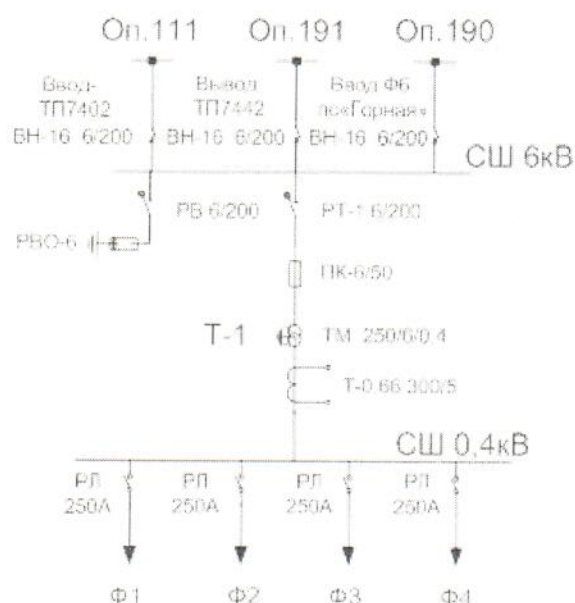 Оп.111 Оп.191 Оп.190
Ввод- Вывод Ввод Ф6
ТП7402 ТП7442 пс«Горная»
ВН-16 6/200 ВН-16 6/200 ВН-16 6/200
СШ 6кВ
РВ 6/200 РТ-1 6/200
РВО-6
ПК-6/50
Т-1 ТМ 250/6/0,4
Т-0,66 300/5
СШ 0,4кВ
РЛ РЛ РЛ РЛ
250А 250А 250А 250А
Ф1 Ф2 Ф3 Ф4